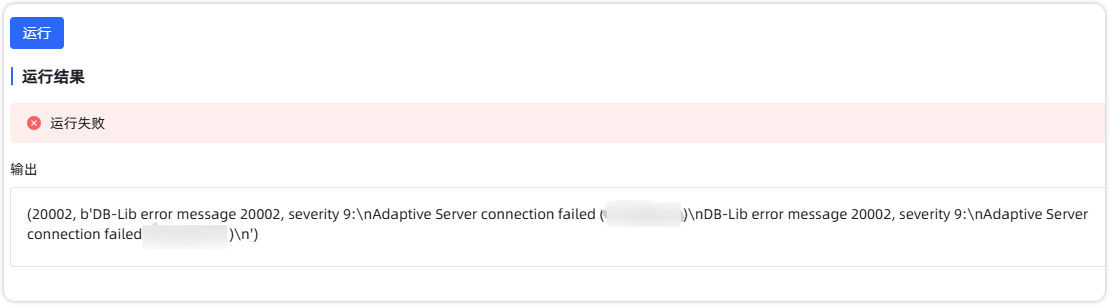 运行
运行结果
运行失败
输出
(20002, b'DB-Lib error message 20002, severity 9:\nAdaptive Server connection failed ( )\nDB-Lib error message 20002, severity 9:\nAdaptive Server
connection failed )\n')